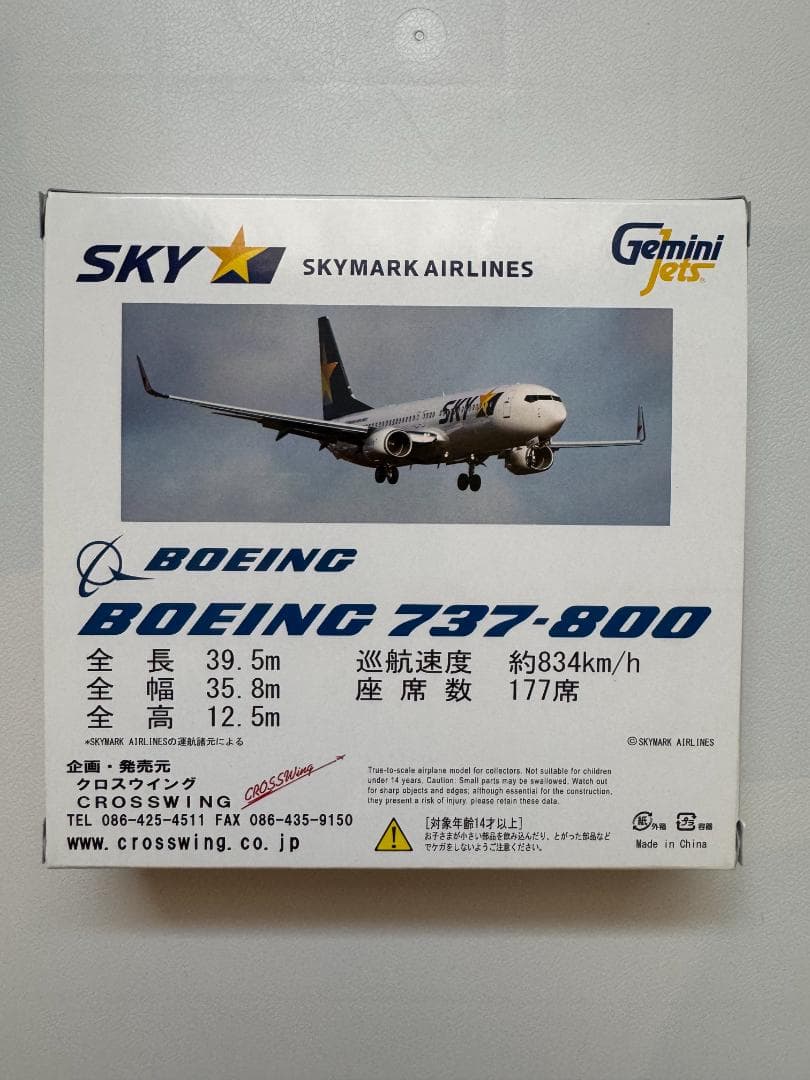 SKY
SKYMARK AIRLINES
Gemini Jets
SKY
BOEING
BOEING 737-800
全長 39.5m 巡航速度 約834km/h
全幅 35.8m 座席数 177席
全高 12.5m
*SKYMARK AIRLINESの運航諸元による
©SKYMARK AIRLINES
企画・発売元
クロスウイング
CROSSWING
CROSSWing
TEL 086-425-4511 FAX 086-435-9150
www.crosswing.co.jp
True-to-scale airplane model for collectors. Not suitable for children
under 14 years. Caution: Small parts may be swallowed. Watch out
for sharp objects and edges; although essential for the construction,
they present a risk of injury. please retain these data.
[対象年齢14才以上]
お子さまが小さい部品を飲み込んだり、とがった部品など
でケガをしないようご注意ください。
紙 外箱 プラ 容器
Made in China